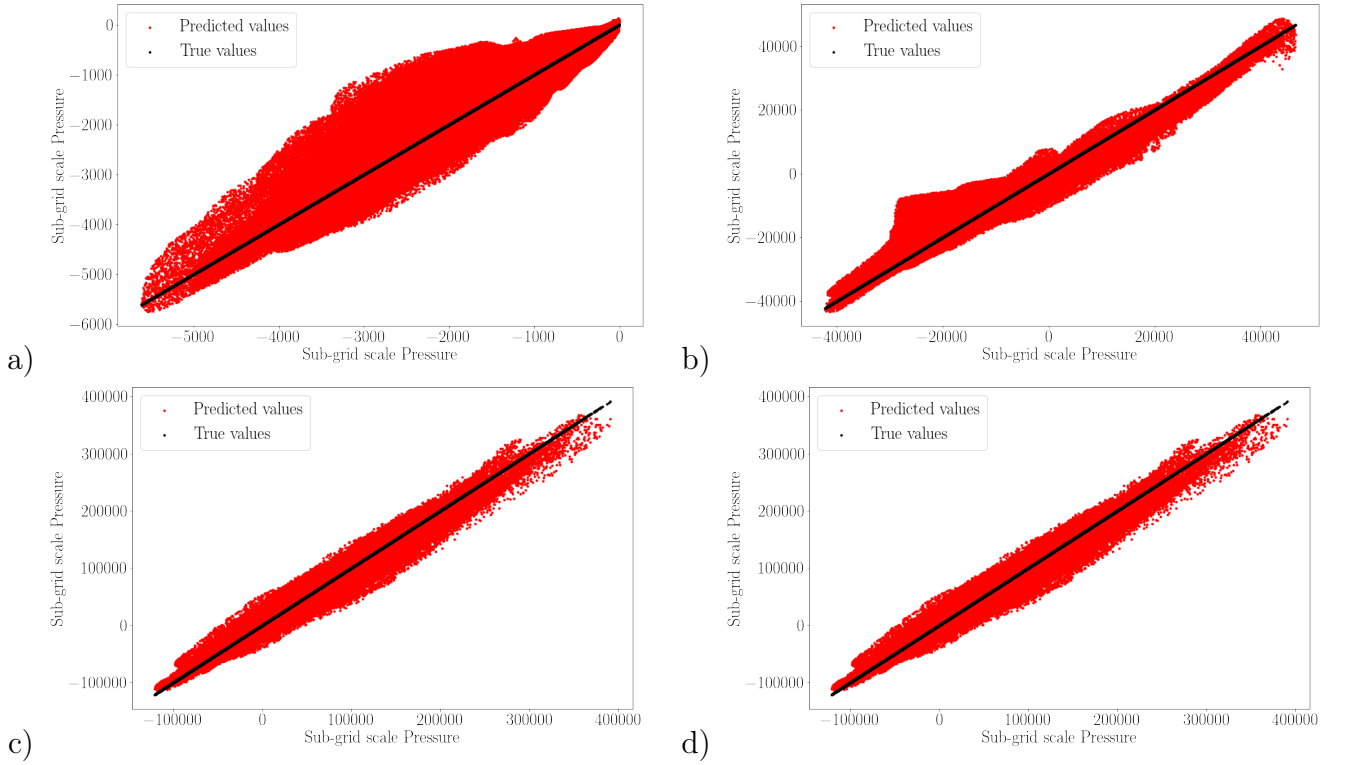 Predicted values
True values
0
−1000
−2000
−3000
−4000
−5000
−6000
Sub-grid scale Pressure
−5000 −4000 −3000 −2000 −1000 0
Sub-grid scale Pressure
a)
Predicted values
True values
40000
20000
0
−20000
−40000
Sub-grid scale Pressure
−40000 −20000 0 20000 40000
Sub-grid scale Pressure
b)
Predicted values
True values
400000
300000
200000
100000
0
−100000
Sub-grid scale Pressure
−100000 0 100000 200000 300000 400000
Sub-grid scale Pressure
c)
Predicted values
True values
400000
300000
200000
100000
0
−100000
Sub-grid scale Pressure
−100000 0 100000 200000 300000 400000
Sub-grid scale Pressure
d)